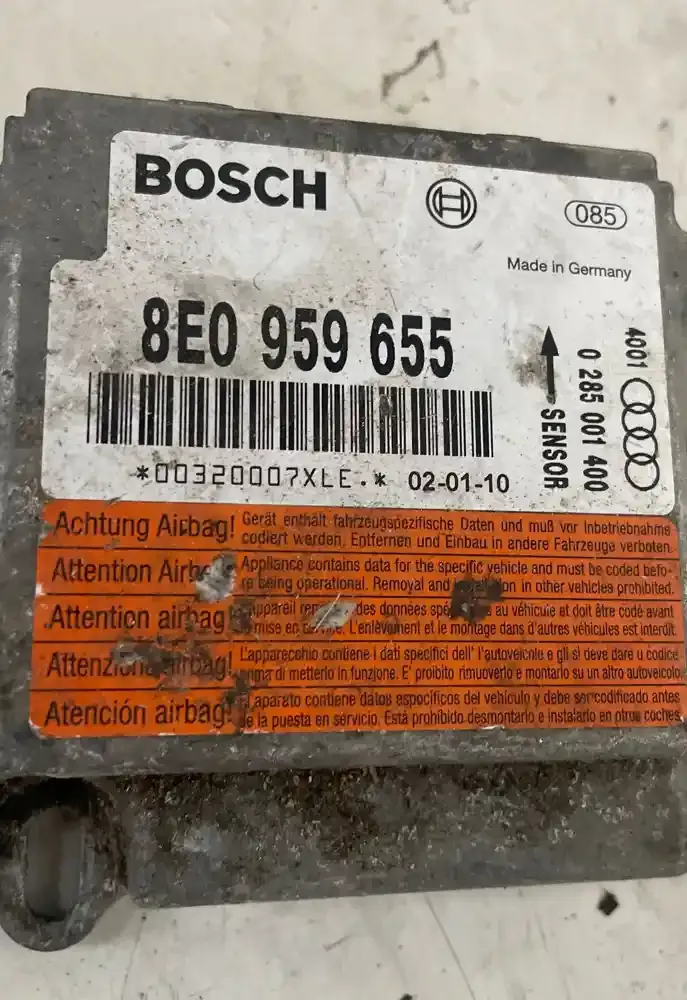 BOSCH
085
Made in Germany
8E0 959 655
4001
0 285 001 400
SENSOR
*00320007XLE.* 02-01-10
Achtung Airbag! Gerät enthält fahrzeugspezifische Daten und muß vor Inbetriebnahme
codiert werden. Entfernen und Einbau in andere Fahrzeuge verboten.
Attention Appliance contains data for the specific vehicle and must be coded befo-
re being operational. Removal and in other vehicles prohibited.
Attention airbag des données au véhicule et doit être codé avant
mise en L'enlèvement et le montage dans d'autres véhicules est interdit.
airbag! L'apparecchio contiene i dati specifici dell' l'autoveicolo e gli si deve dare u codice
prima di metterlo in funzione. E' proibito rimuoverlo e montarlo su un altro autoveicolo
Atención airbag! aparato contiene datos específicos del vehículo y debe ser codificado antes
de la puesta en servicio. Está prohibido desmontarlo e instalarlo en otros coches.